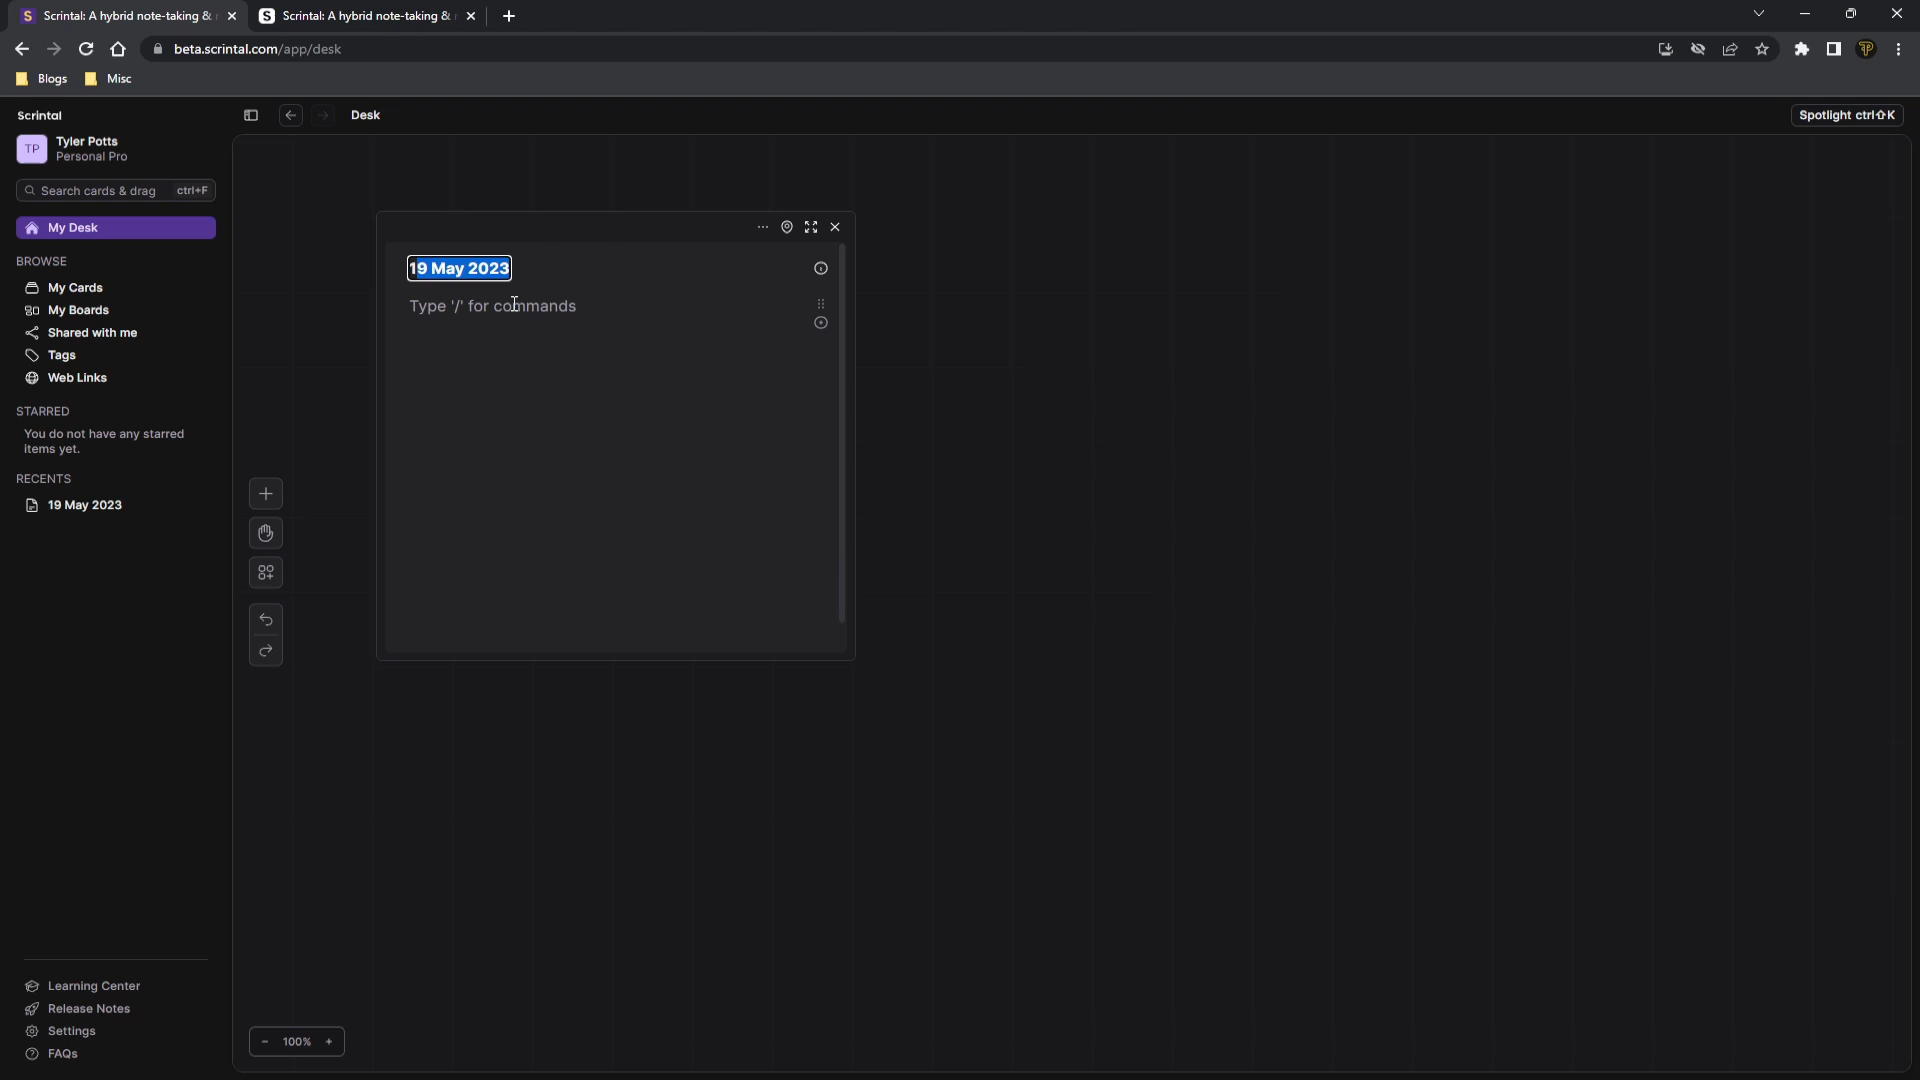 Scrintal: A hybrid note-taking &
Scrintal: A hybrid note-taking &
beta.scrintal.com/app/desk
Blogs
Misc
Scrintal
Desk
Spotlight ctrl⇧K
TP
Tyler Potts
Personal Pro
Search cards & drag
ctrl+F
My Desk
BROWSE
My Cards
My Boards
Shared with me
Tags
Web Links
STARRED
You do not have any starred
items yet.
RECENTS
19 May 2023
19 May 2023
Type '/' for commands
Learning Center
Release Notes
Settings
FAQs
- 100% +